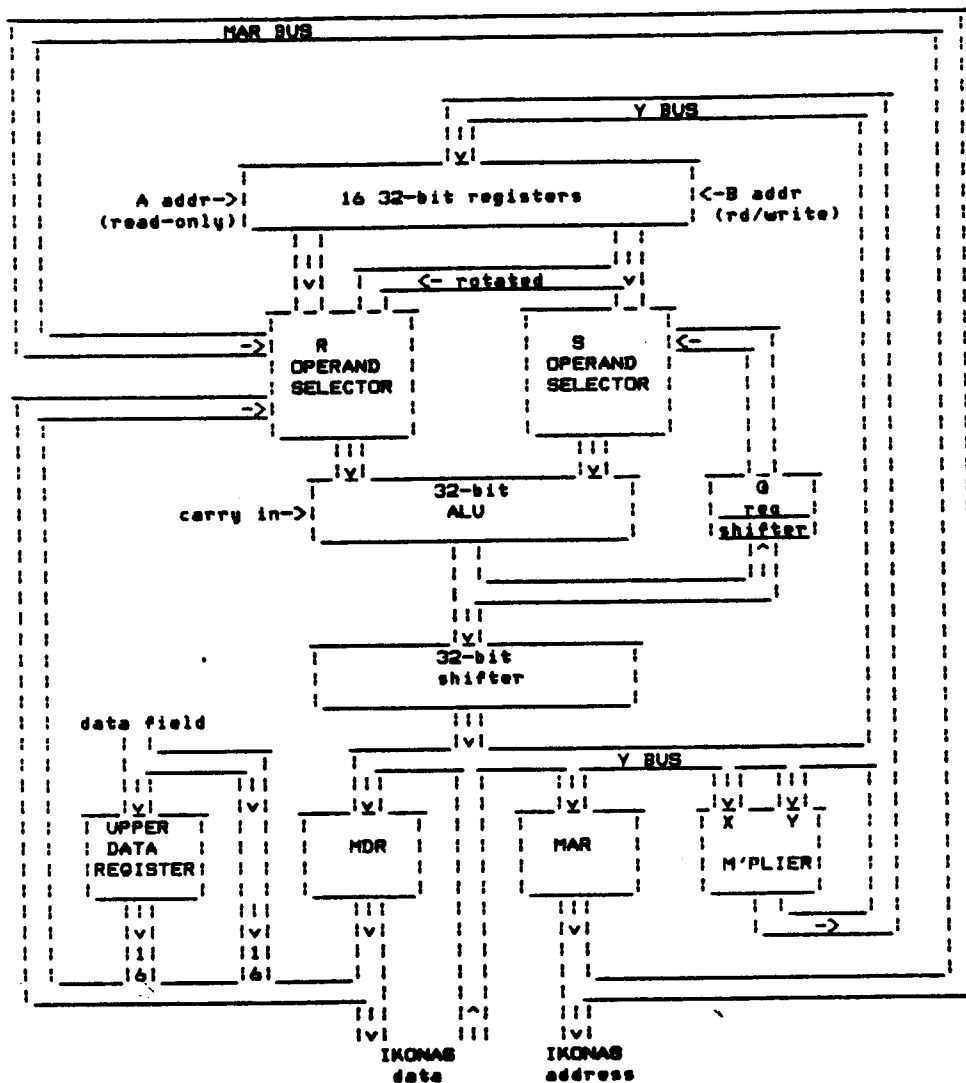 MAR BUS
Y BUS
A addr->
(read-only)
16 32-bit registers
<-B addr
(rd/write)
<- rotated
R
OPERAND
SELECTOR
S
OPERAND
SELECTOR
->
<-
->
32-bit
ALU
carry in->
Q
reg
shifter
32-bit
shifter
data field
Y BUS
UPPER
DATA
REGISTER
MDR
MAR
X Y
M'PLIER
->
16
16
IKONAS
data
IKONAS
address